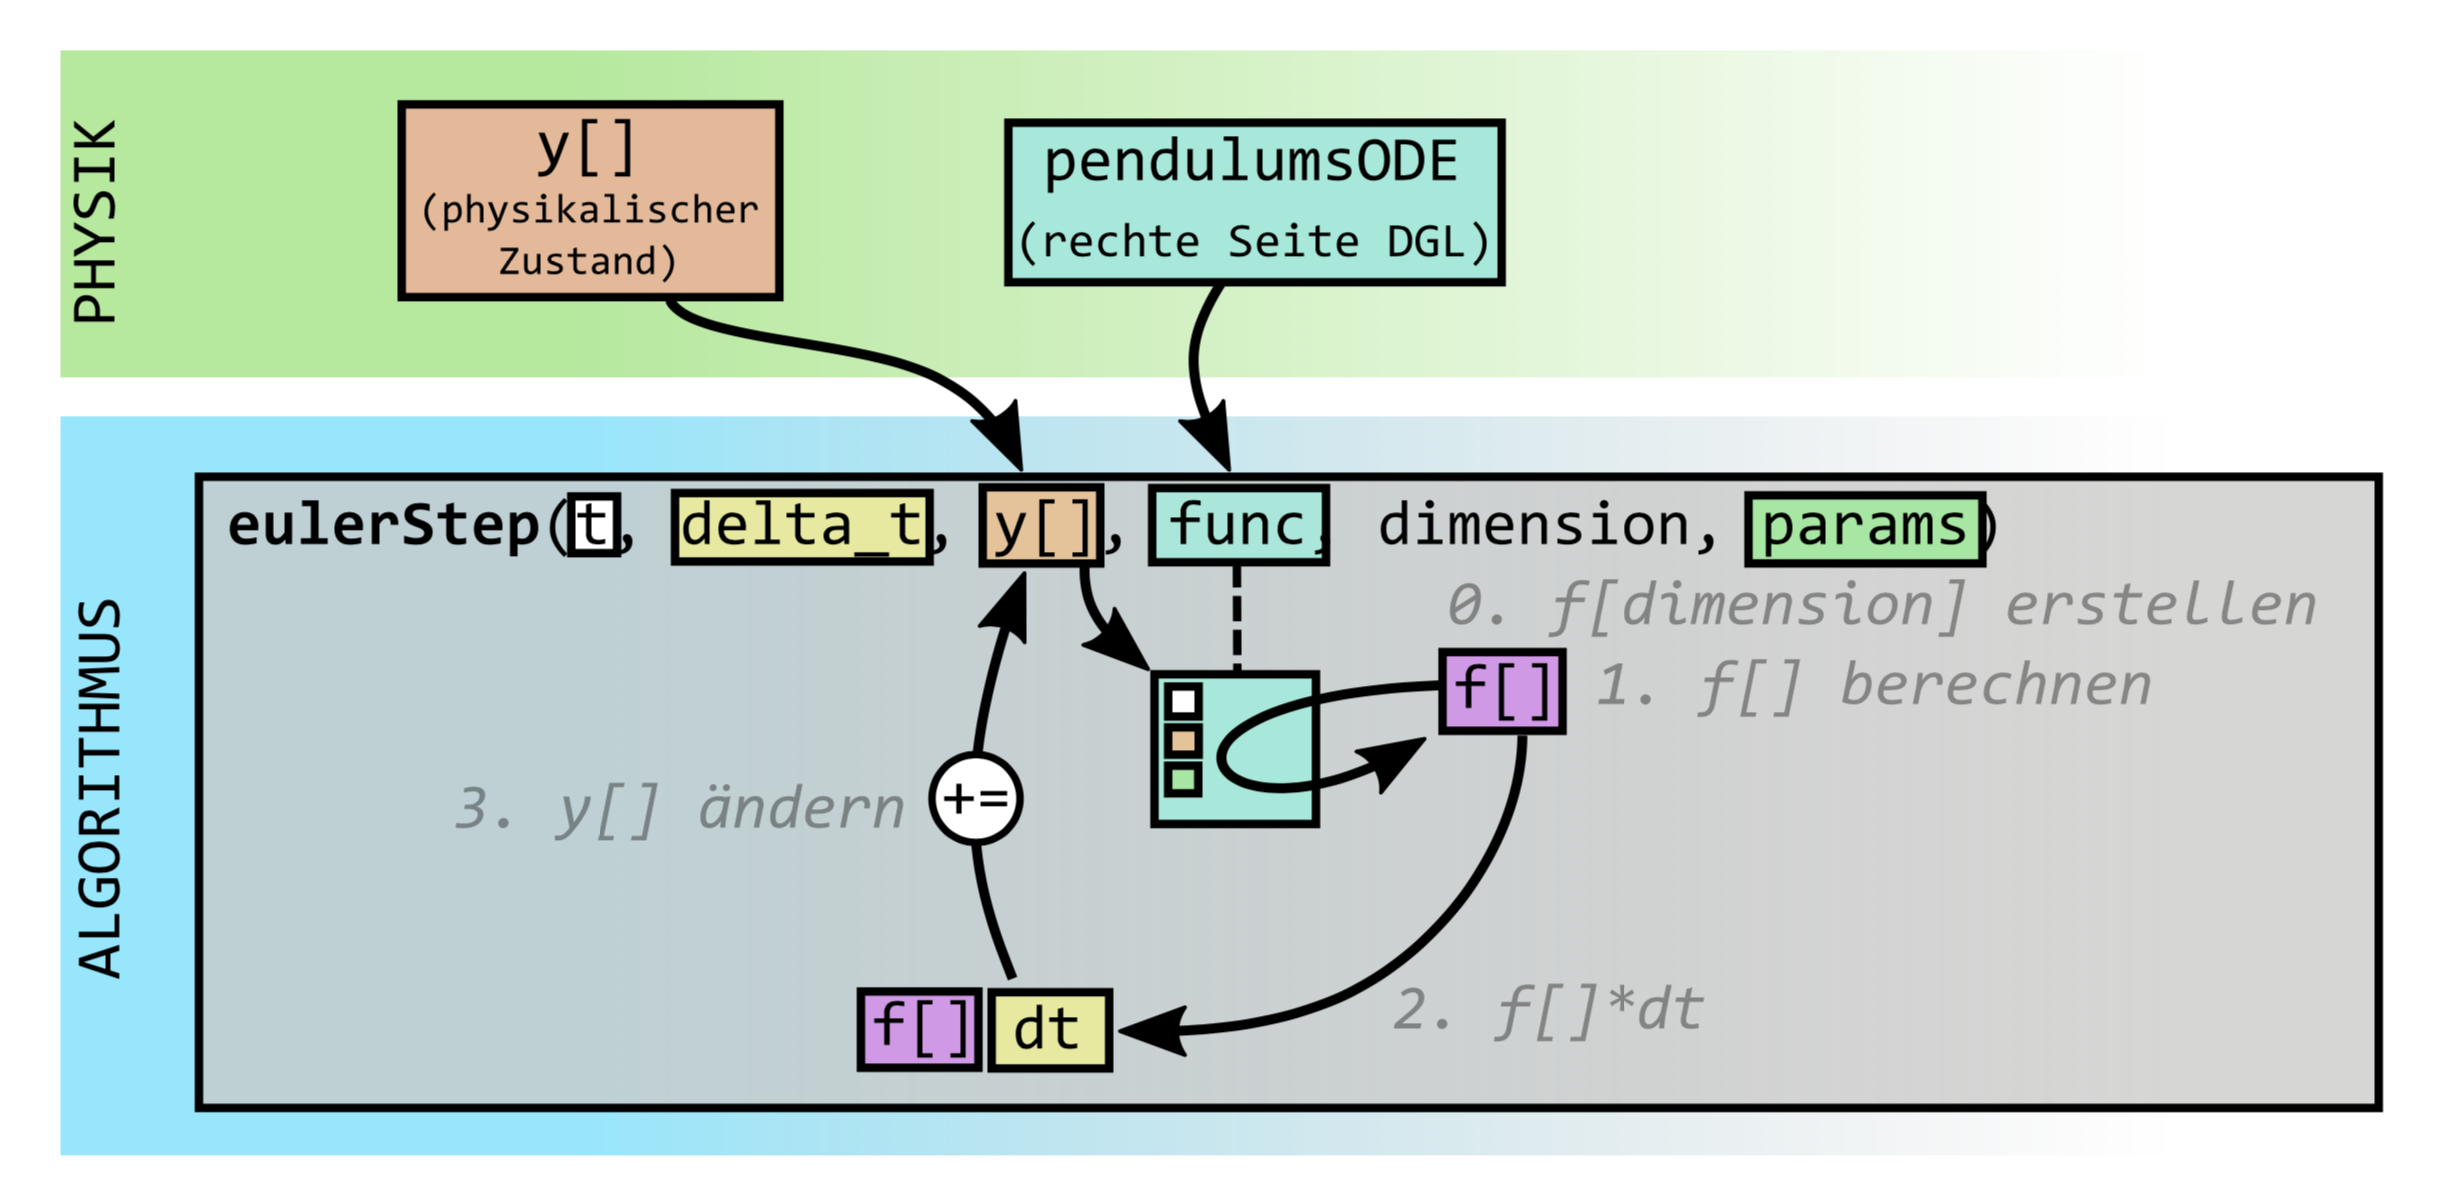 PHYSIK
y[]
(physikalischer
Zustand)
pendulumsODE
(rechte Seite DGL)
ALGORITHMUS
eulerStep(t, delta_t, y[], func, dimension, params)
0. f[dimension] erstellen
f[]
1. f[] berechnen
3. y[] ändern
+=
2. f[]*dt
f[] dt